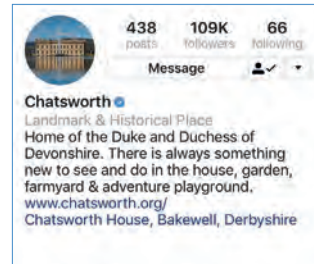 438 109K 66
posts followers following
Message
Chatsworth
Landmark & Historical Place
Home of the Duke and Duchess of
Devonshire. There is always something
new to see and do in the house, garden,
farmyard & adventure playground.
www.chatsworth.org/
Chatsworth House, Bakewell, Derbyshire